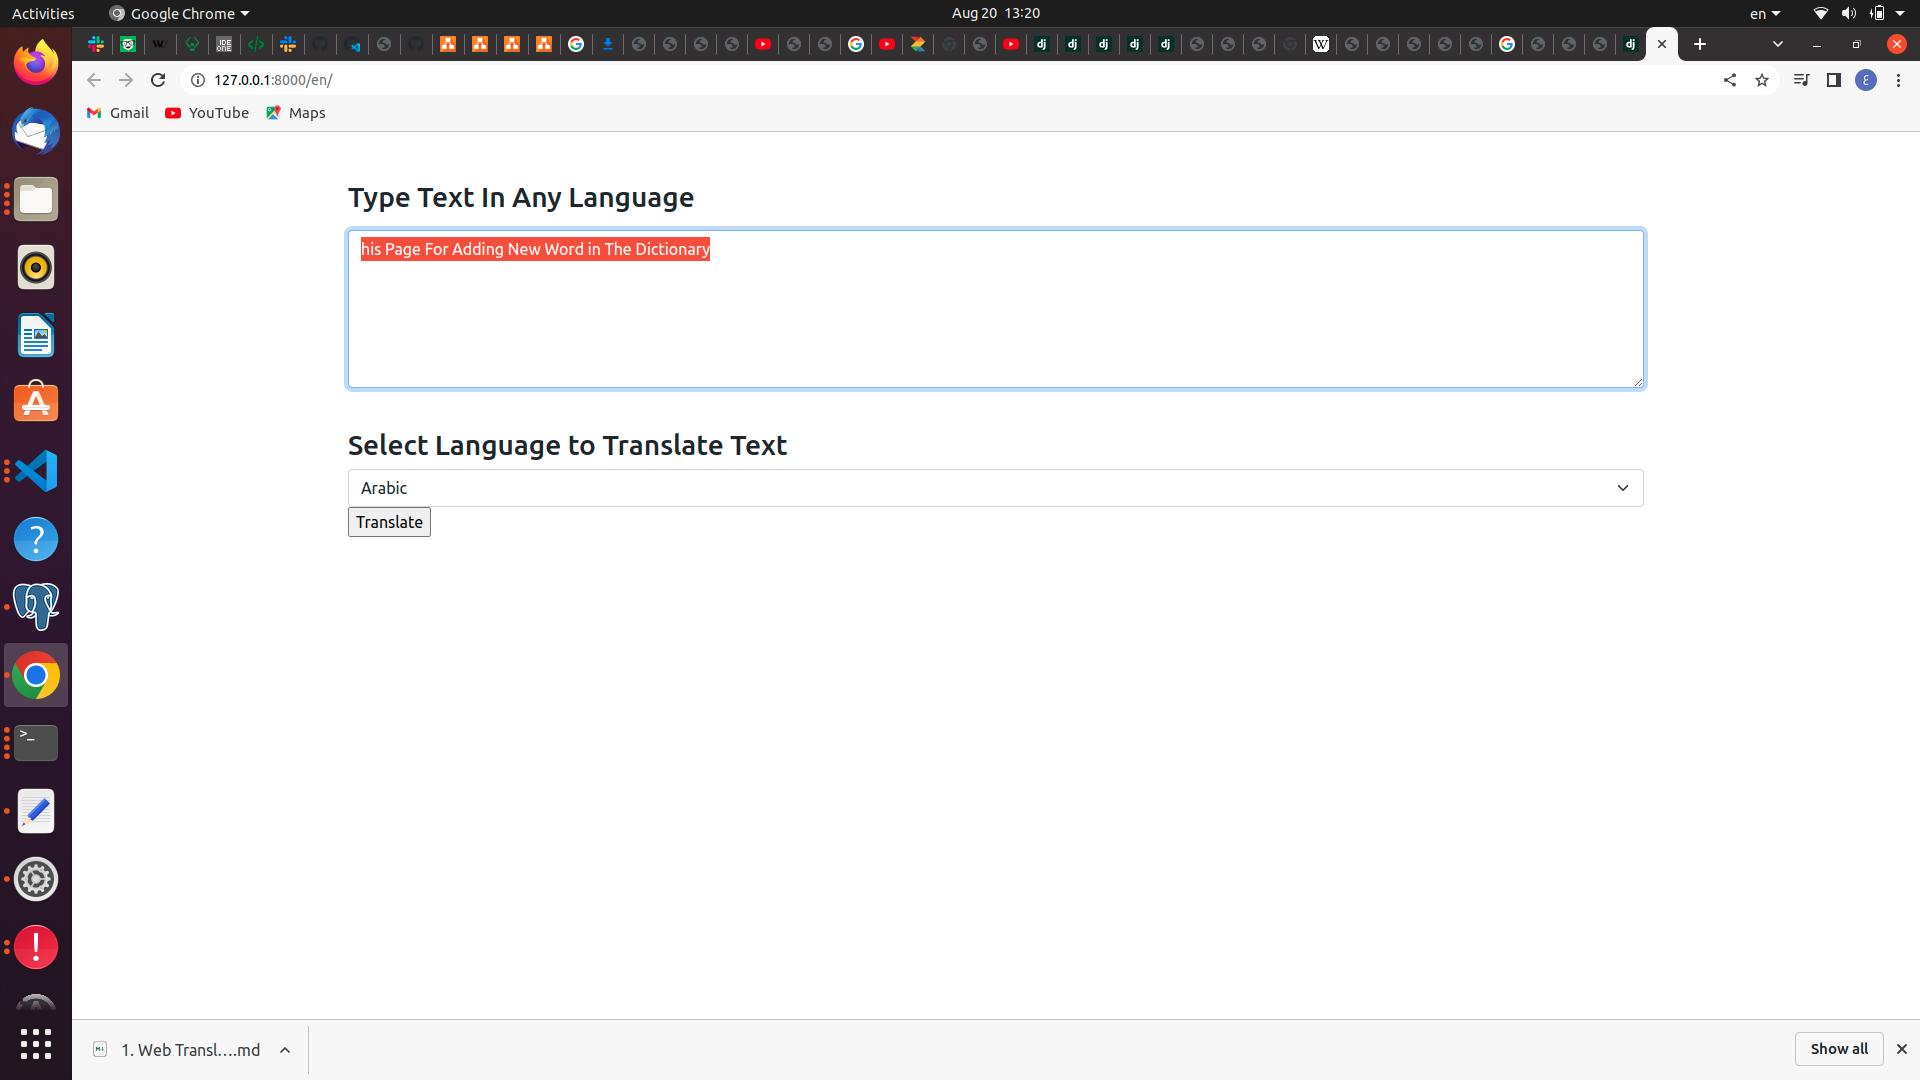 Activities
Google Chrome
Aug 20 13:20
en
127.0.0.1:8000/en/
Gmail
YouTube
Maps
Type Text In Any Language
his Page For Adding New Word in The Dictionary
Select Language to Translate Text
Arabic
Translate
1. Web Transl....md
Show all